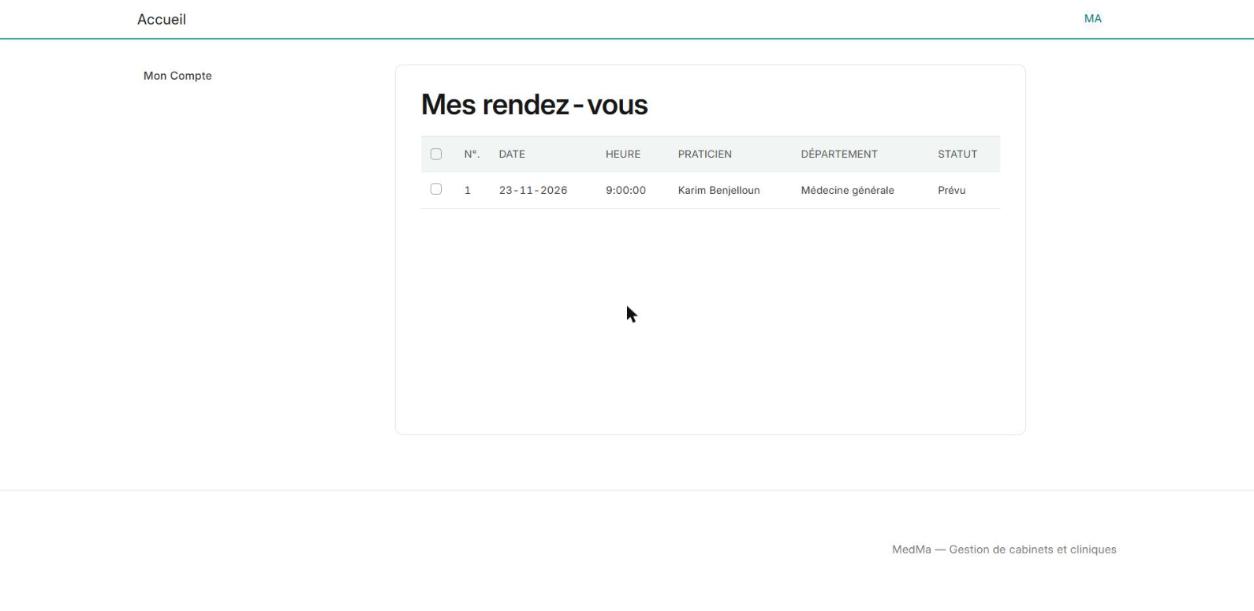 Accueil MA
Mon Compte
Mes rendez-vous
N°. DATE HEURE PRATICIEN DÉPARTEMENT STATUT
1 23-11-2026 9:00:00 Karim Benjelloun Médecine générale Prévu
MedMa — Gestion de cabinets et cliniques